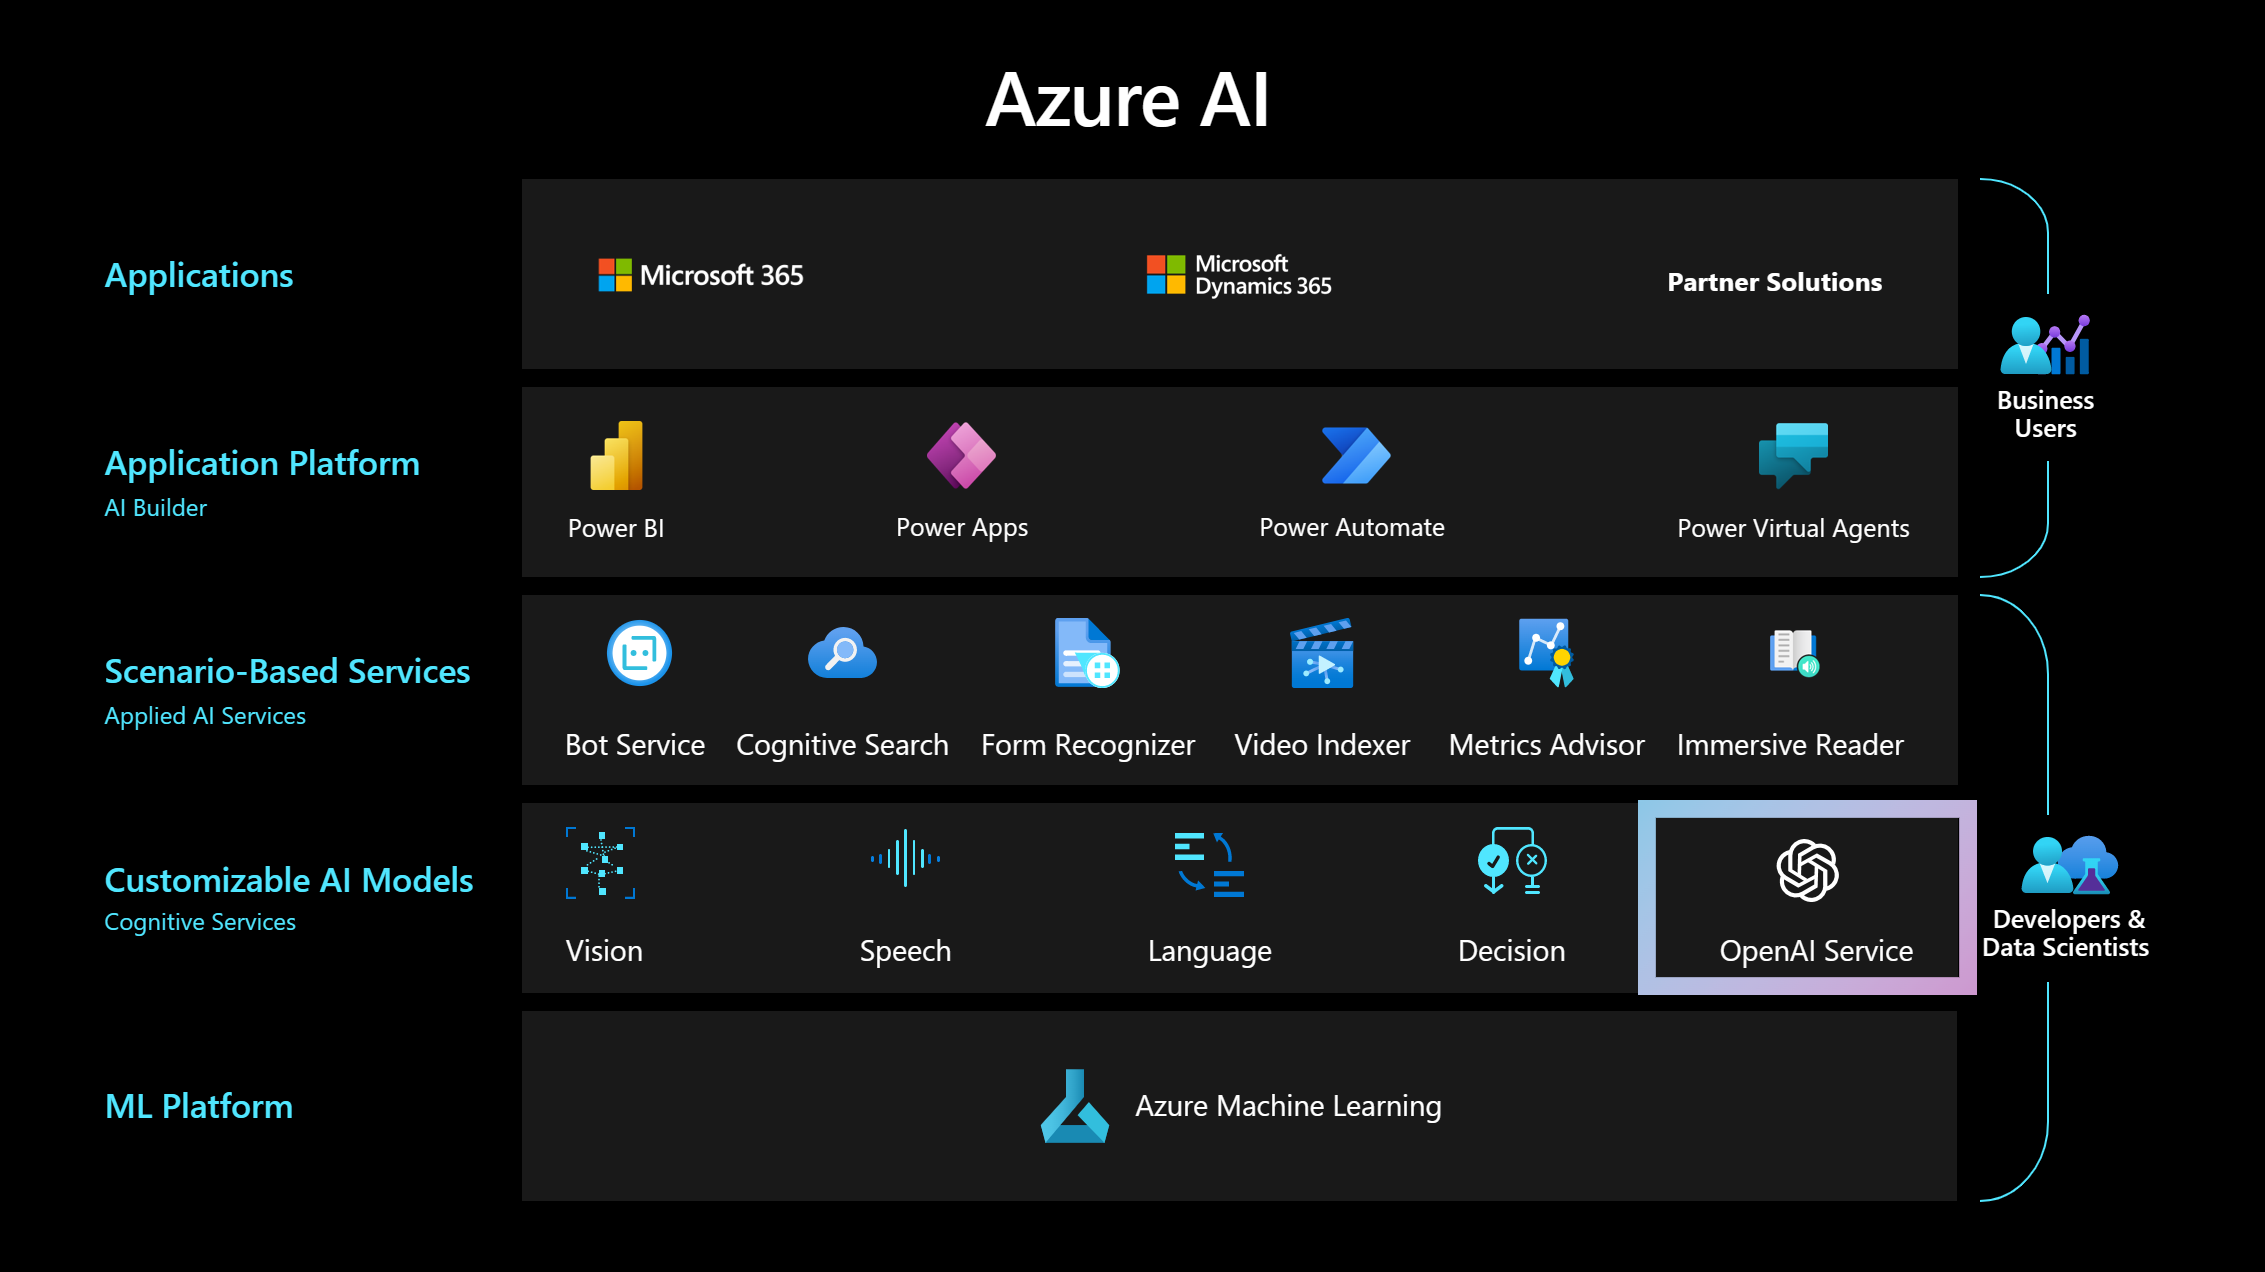 Azure AI
Applications
Microsoft 365
Microsoft
Dynamics 365
Partner Solutions
Business
Users
Application Platform
AI Builder
Power BI
Power Apps
Power Automate
Power Virtual Agents
Scenario-Based Services
Applied AI Services
Bot Service
Cognitive Search
Form Recognizer
Video Indexer
Metrics Advisor
Immersive Reader
Customizable AI Models
Cognitive Services
Vision
Speech
Language
Decision
OpenAI Service
Developers &
Data Scientists
ML Platform
Azure Machine Learning